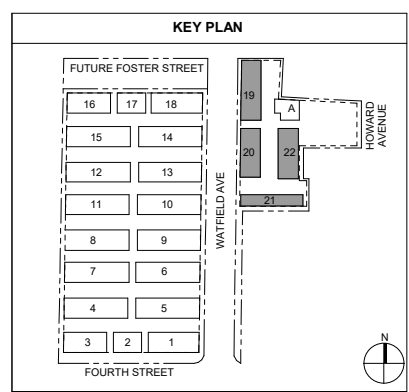 KEY PLAN
FUTURE FOSTER STREET
16 17 18
15 14
12 13
11 10
8 9
7 6
4 5
3 2 1
FOURTH STREET
WATFIELD AVE
19
A
20 22
21
HOWARD
AVENUE
N